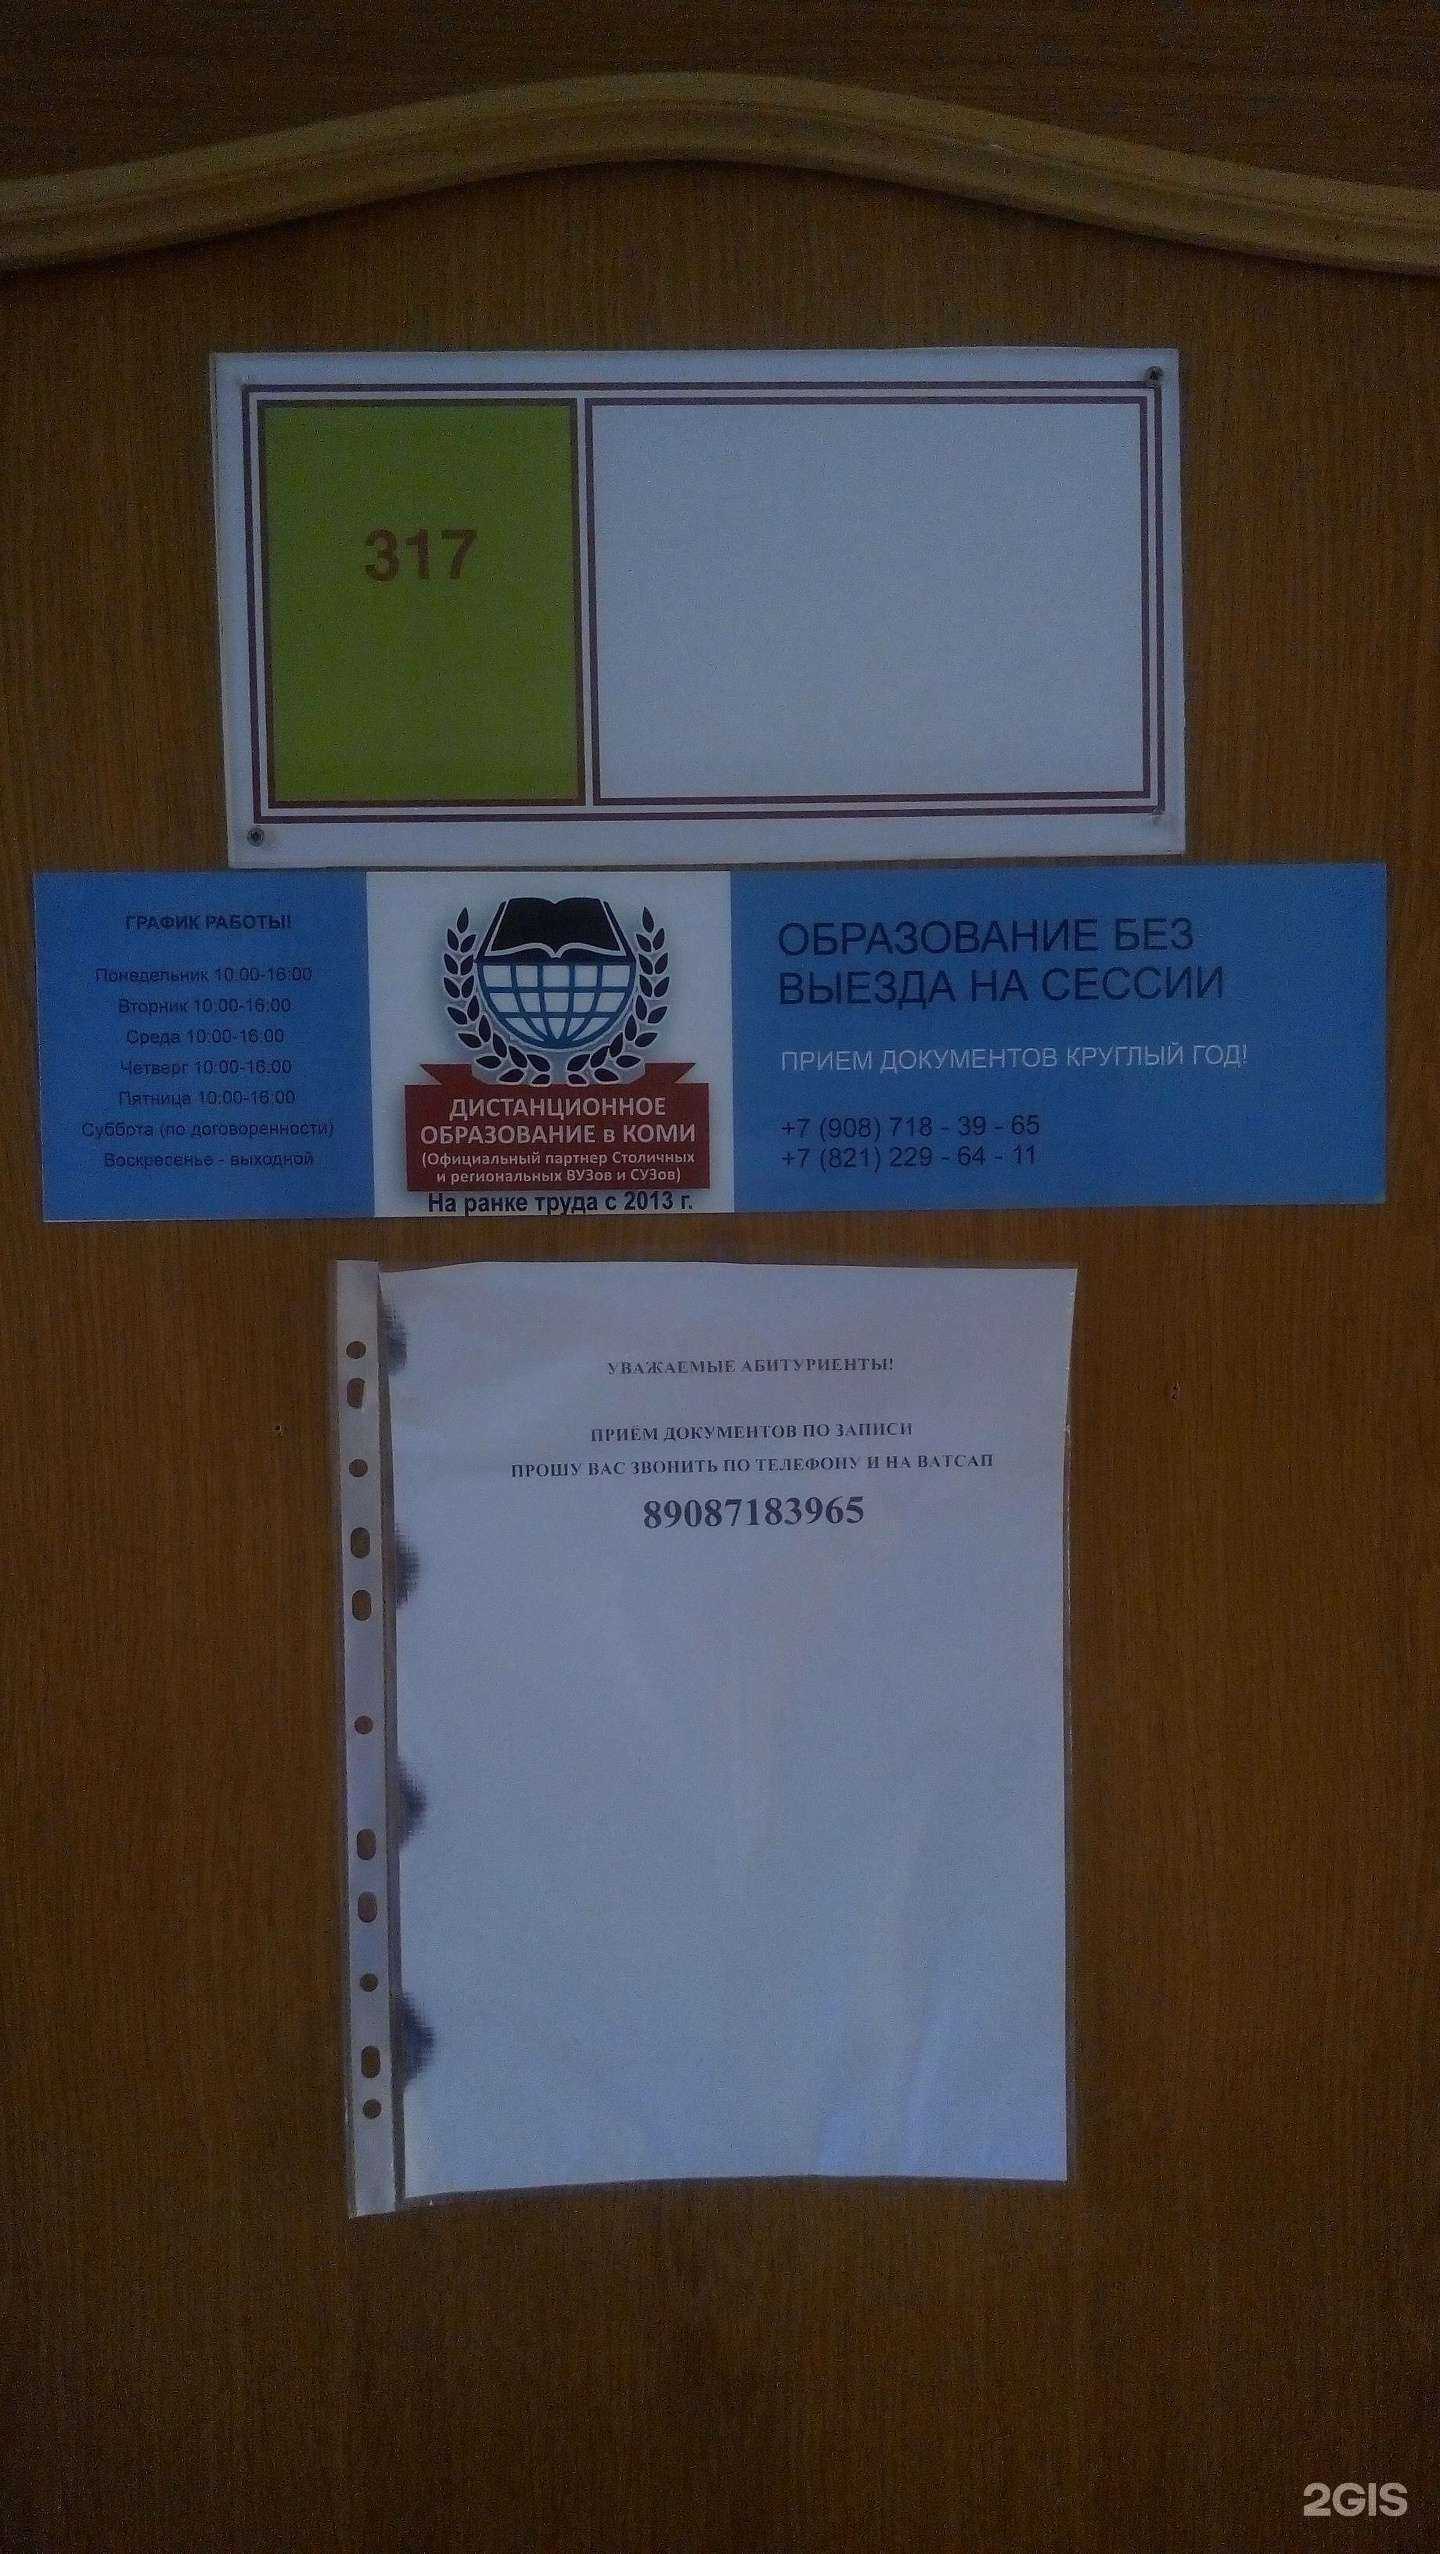 317
ГРАФИК РАБОТЫ!
Понедельник 10:00-16:00
Вторник 10:00-16:00
Среда 10:00-16:00
Четверг 10:00-16:00
Пятница 10:00-16:00
Суббота (по договоренности)
Воскресенье - выходной
ДИСТАНЦИОННОЕ
ОБРАЗОВАНИЕ в КОМИ
(Официальный партнер Столичных
и региональных ВУЗов и СУЗов)
На ранке труда с 2013 г.
ОБРАЗОВАНИЕ БЕЗ
ВЫЕЗДА НА СЕССИИ
ПРИЕМ ДОКУМЕНТОВ КРУГЛЫЙ ГОД!
+7 (908) 718 - 39 - 65
+7 (821) 229 - 64 - 11
УВАЖАЕМЫЕ АБИТУРИЕНТЫ!
ПРИЁМ ДОКУМЕНТОВ ПО ЗАПИСИ
ПРОШУ ВАС ЗВОНИТЬ ПО ТЕЛЕФОНУ И НА ВАТСАП
89087183965
2GIS